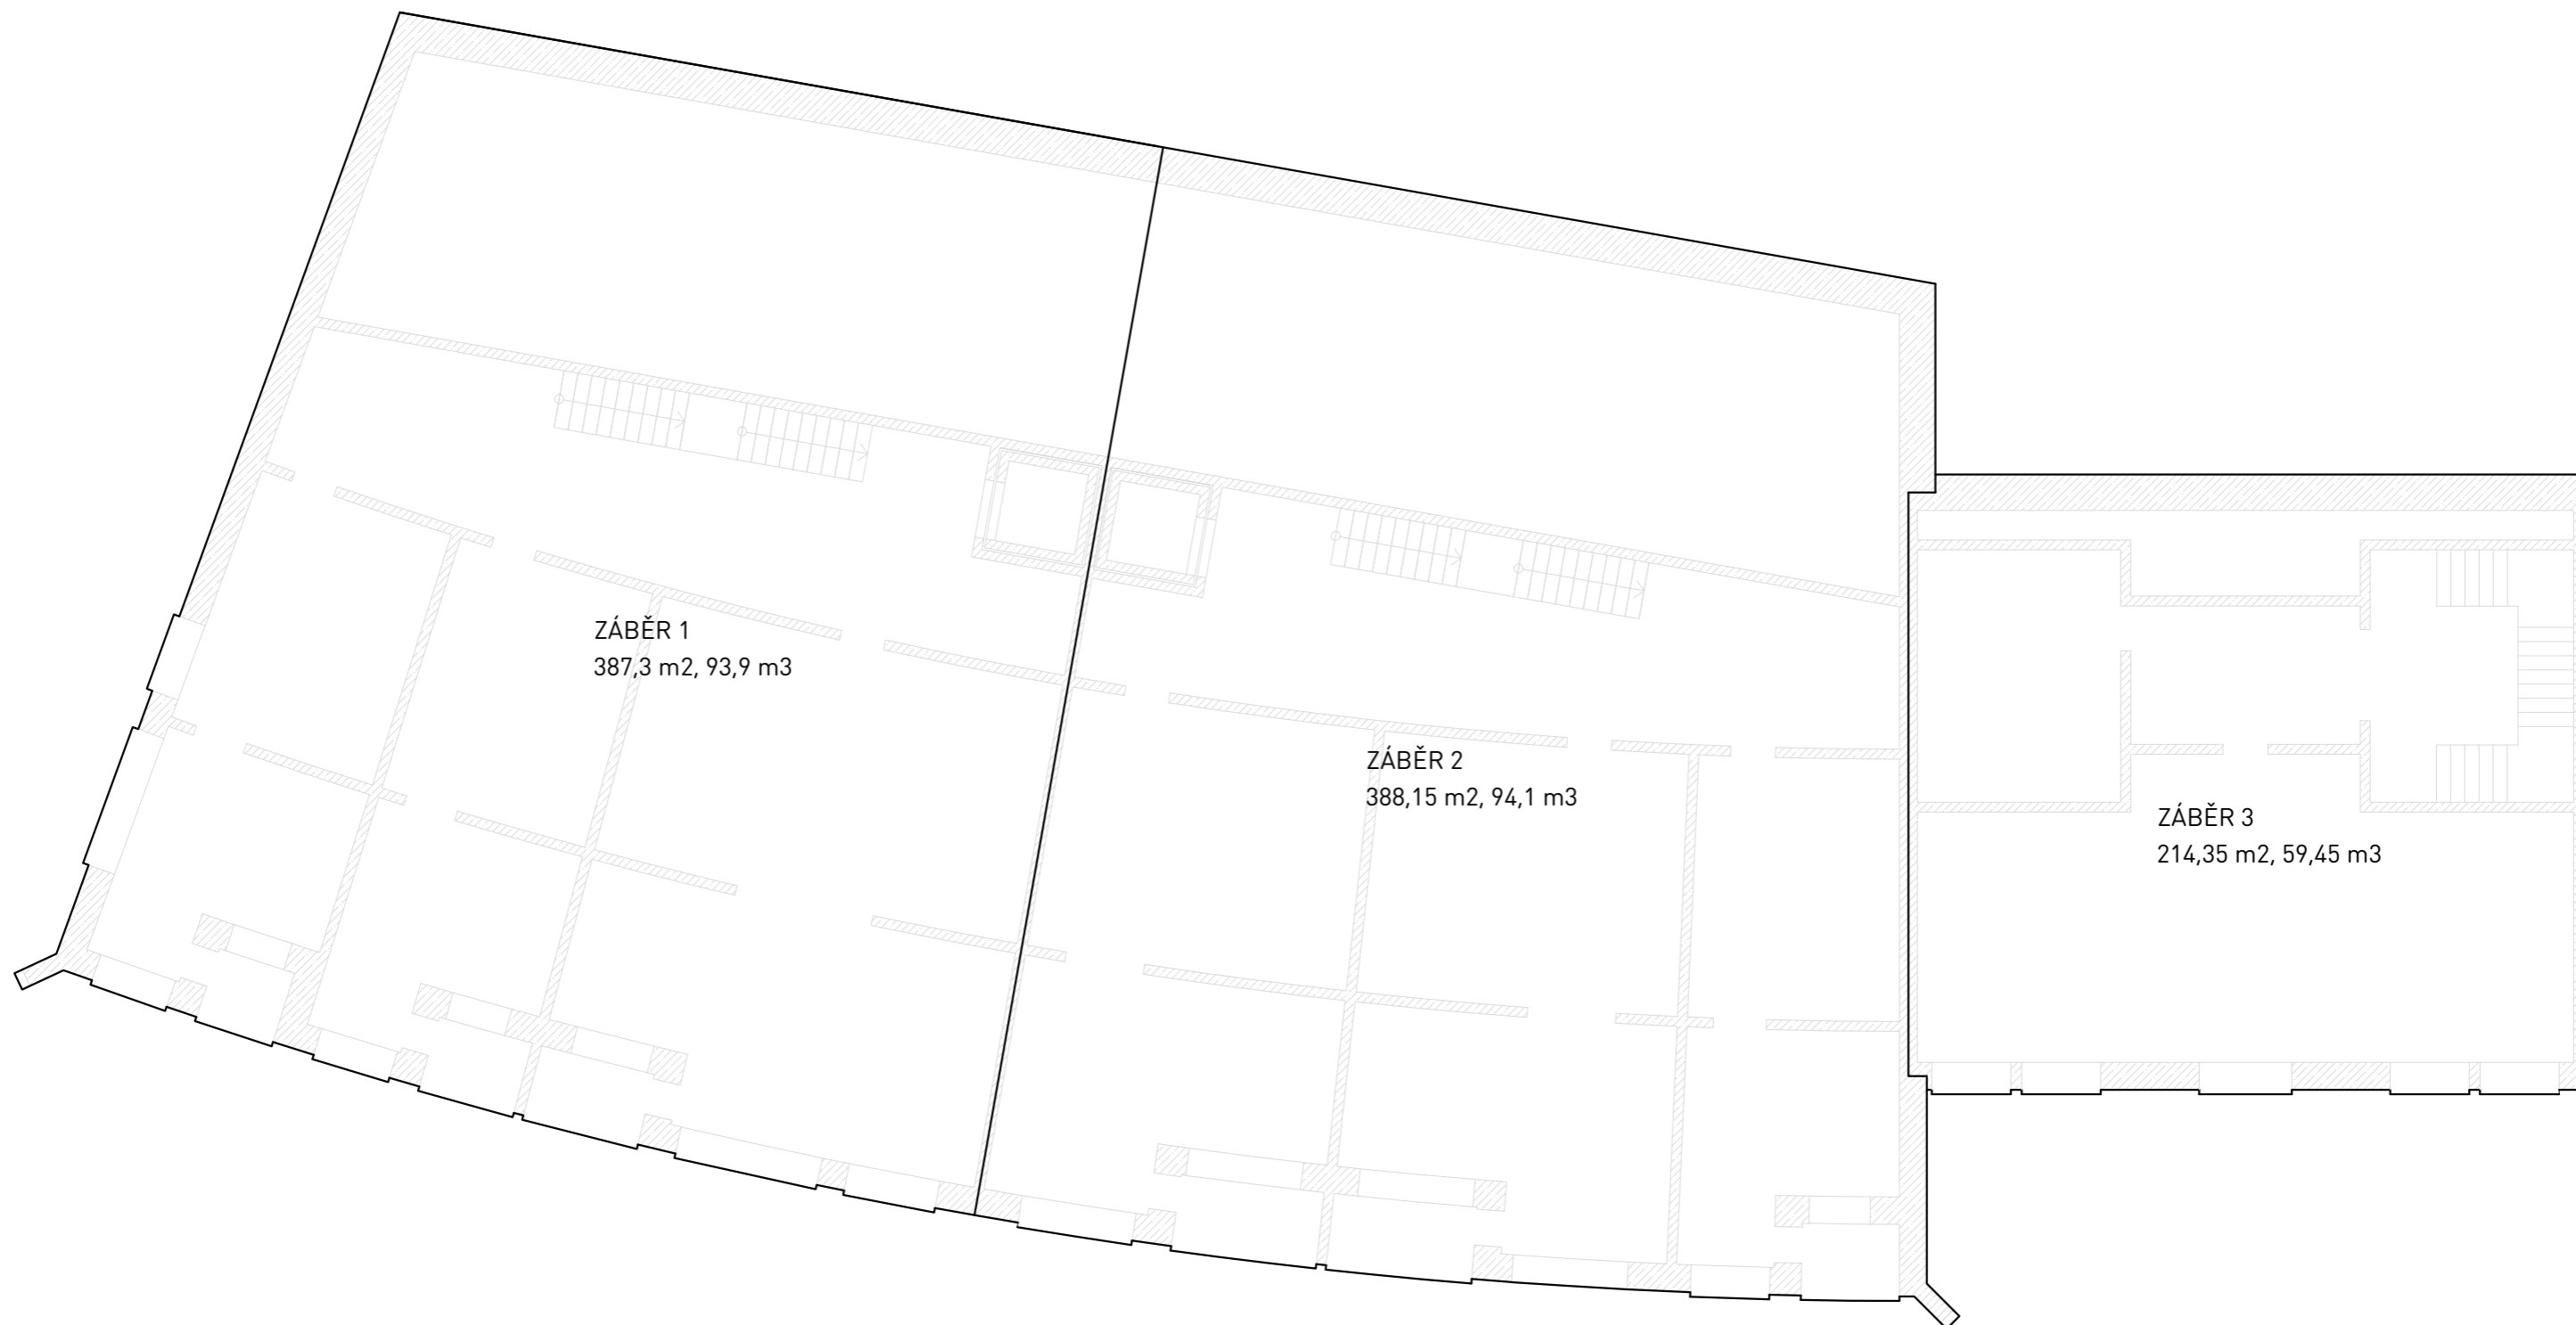 ZÁBĚR 1
387,3 m2, 93,9 m3
ZÁBĚR 2
388,15 m2, 94,1 m3
ZÁBĚR 3
214,35 m2, 59,45 m3